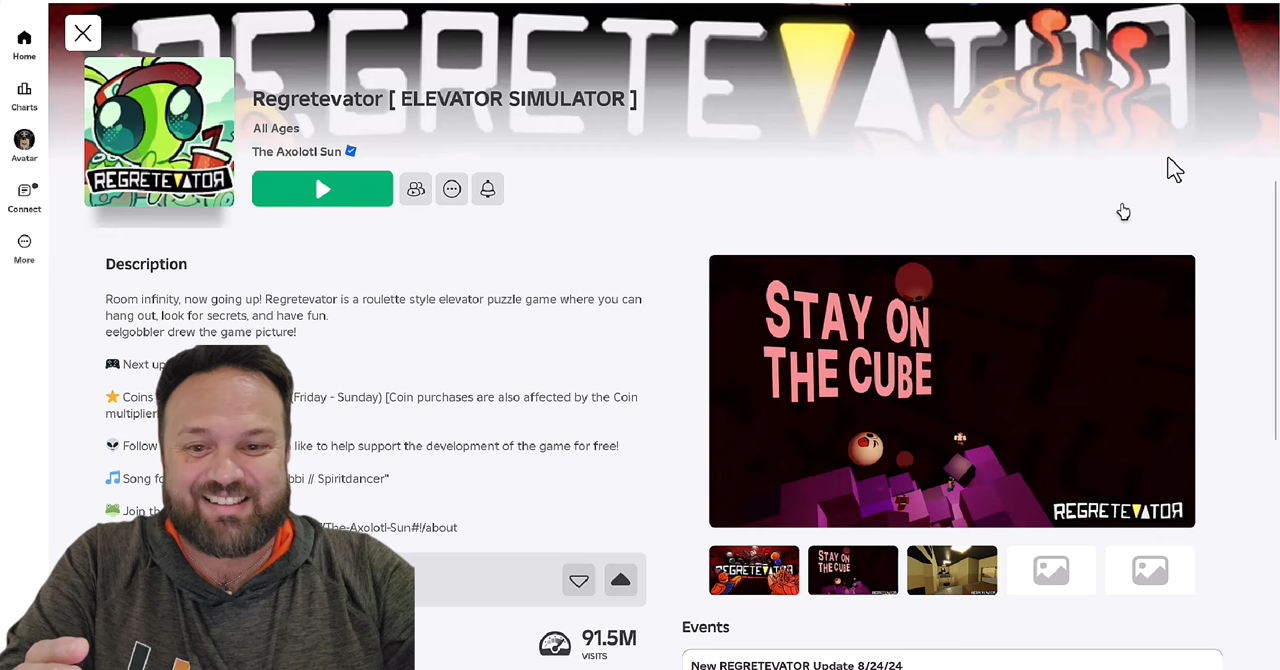 REGRETEVATOR
Home
Charts
Avatar
Connect
More
REGRETEVATOR
Regretevator [ ELEVATOR SIMULATOR ]
All Ages
The Axolotl Sun
Description
Room infinity, now going up! Regretevator is a roulette style elevator puzzle game where you can
hang out, look for secrets, and have fun.
eelgobbler drew the game picture!
Next up
Coins (Friday - Sunday) [Coin purchases are also affected by the Coin
multiplier
Follow like to help support the development of the game for free!
Song // Spiritdancer"
Join
The-Axolotl-Sun#!/about
91.5M
VISITS
STAY ON
THE CUBE
REGRETEVATOR
REGRETEVATOR
STAY ON
THE CUBE
Events
New REGRETEVATOR Update 8/24/24